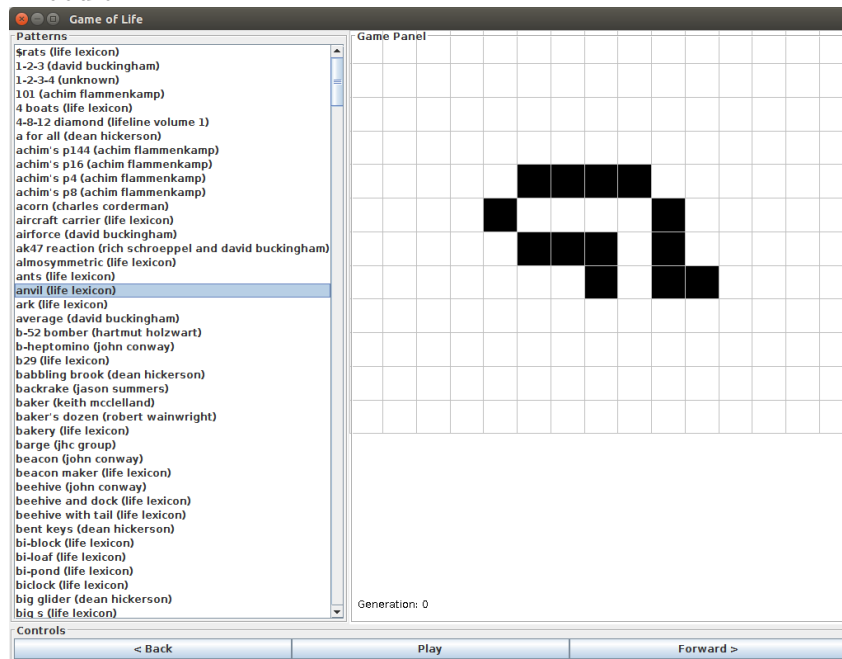 Game of Life
Patterns
$rats (life lexicon)
1-2-3 (david buckingham)
1-2-3-4 (unknown)
101 (achim flammenkamp)
4 boats (life lexicon)
4-8-12 diamond (lifeline volume 1)
a for all (dean hickerson)
achim's p144 (achim flammenkamp)
achim's p16 (achim flammenkamp)
achim's p4 (achim flammenkamp)
achim's p8 (achim flammenkamp)
acorn (charles corderman)
aircraft carrier (life lexicon)
airforce (david buckingham)
ak47 reaction (rich schroeppel and david buckingham)
almosymmetric (life lexicon)
ants (life lexicon)
anvil (life lexicon)
ark (life lexicon)
average (david buckingham)
b-52 bomber (hartmut holzwart)
b-heptomino (john conway)
b29 (life lexicon)
babbling brook (dean hickerson)
backrake (jason summers)
baker (keith mcclelland)
baker's dozen (robert wainwright)
bakery (life lexicon)
barge (jhc group)
beacon (john conway)
beacon maker (life lexicon)
beehive (john conway)
beehive and dock (life lexicon)
beehive with tail (life lexicon)
bent keys (dean hickerson)
bi-block (life lexicon)
bi-loaf (life lexicon)
bi-pond (life lexicon)
biclock (life lexicon)
big glider (dean hickerson)
big s (life lexicon)
Game Panel
Generation: 0
Controls
< Back
Play
Forward >